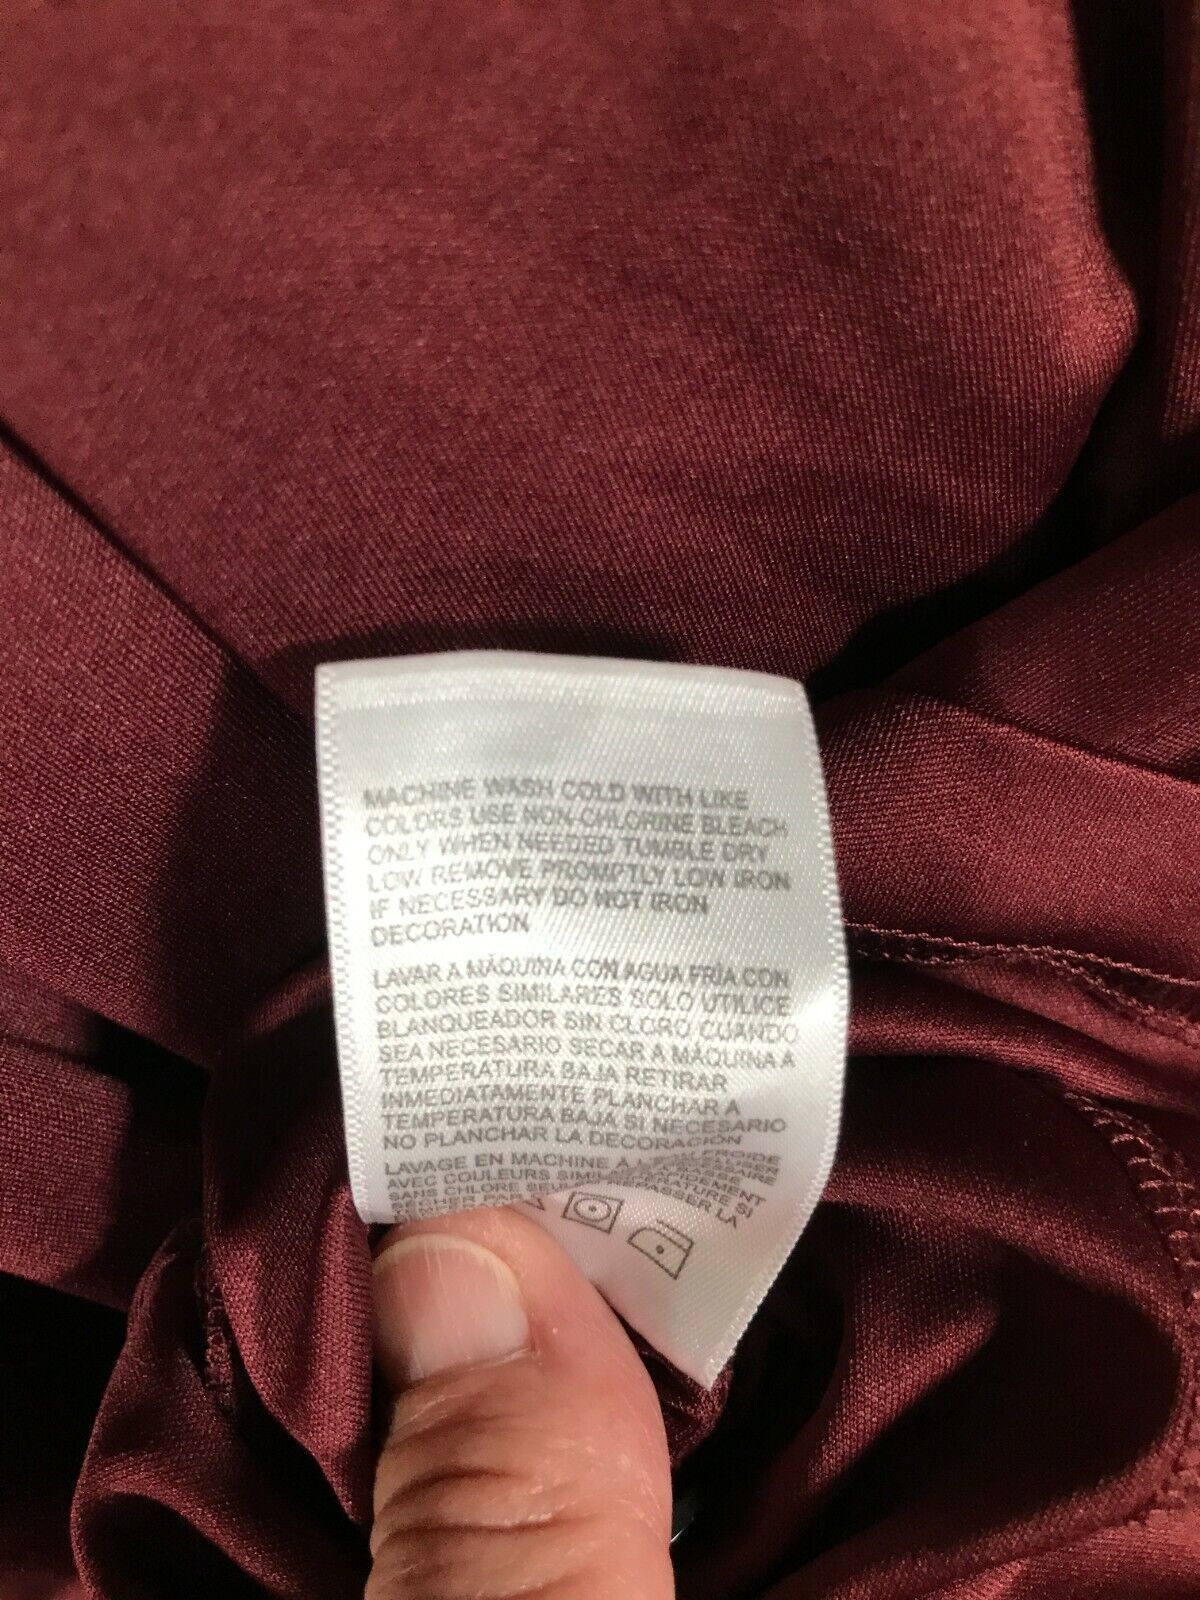 MACHINE WASH COLD WITH LIKE
COLORS USE NON-CHLORINE BLEACH
ONLY WHEN NEEDED TUMBLE DRY
LOW REMOVE PROMPTLY LOW IRON
IF NECESSARY DO NOT IRON
DECORATION
LAVAR A MÁQUINA CON AGUA FRÍA CON
COLORES SIMILARES SOLO UTILICE
BLANQUEADOR SIN CLORO CUANDO
SEA NECESARIO SECAR A MÁQUINA A
TEMPERATURA BAJA RETIRAR
INMEDIATAMENTE PLANCHAR A
TEMPERATURA BAJA SI NECESARIO
NO PLANCHAR LA DECORACIÓN
LAVAGE EN MACHINE À FROIDE
AVEC COULEURS
SANS CHLORE
REPASSER LA